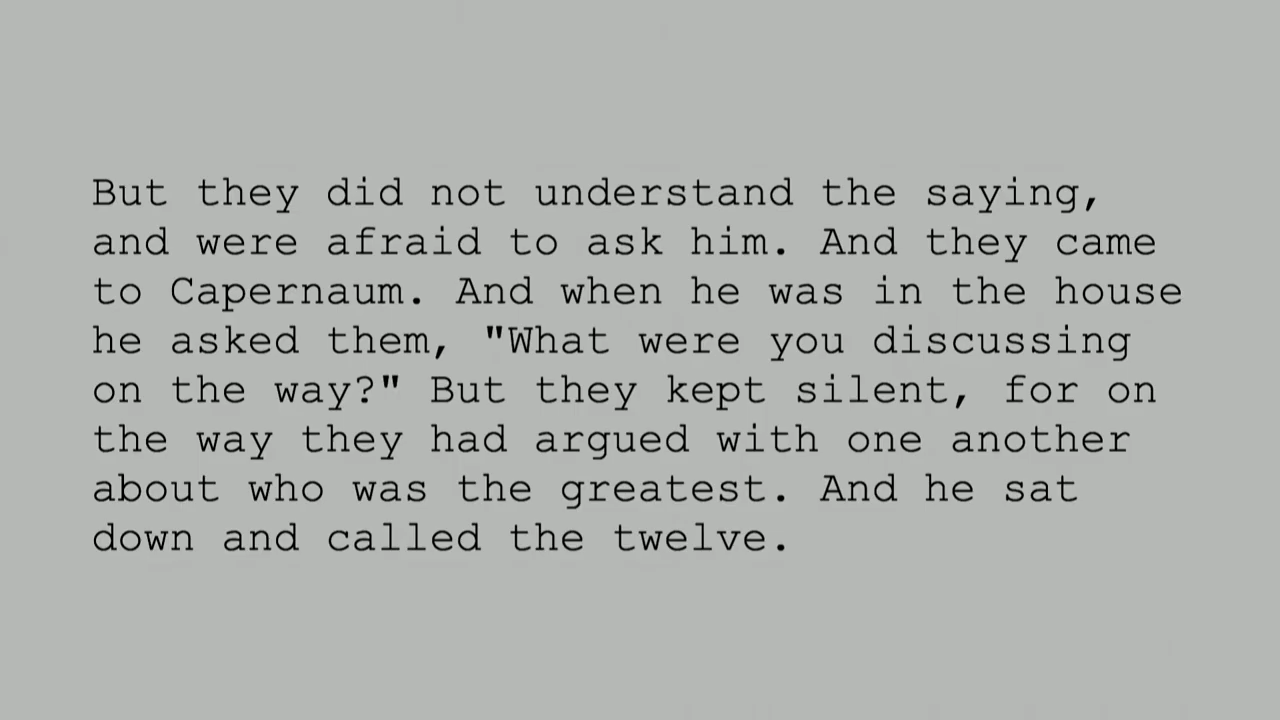 But they did not understand the saying,
and were afraid to ask him. And they came
to Capernaum. And when he was in the house
he asked them, "What were you discussing
on the way?" But they kept silent, for on
the way they had argued with one another
about who was the greatest. And he sat
down and called the twelve.